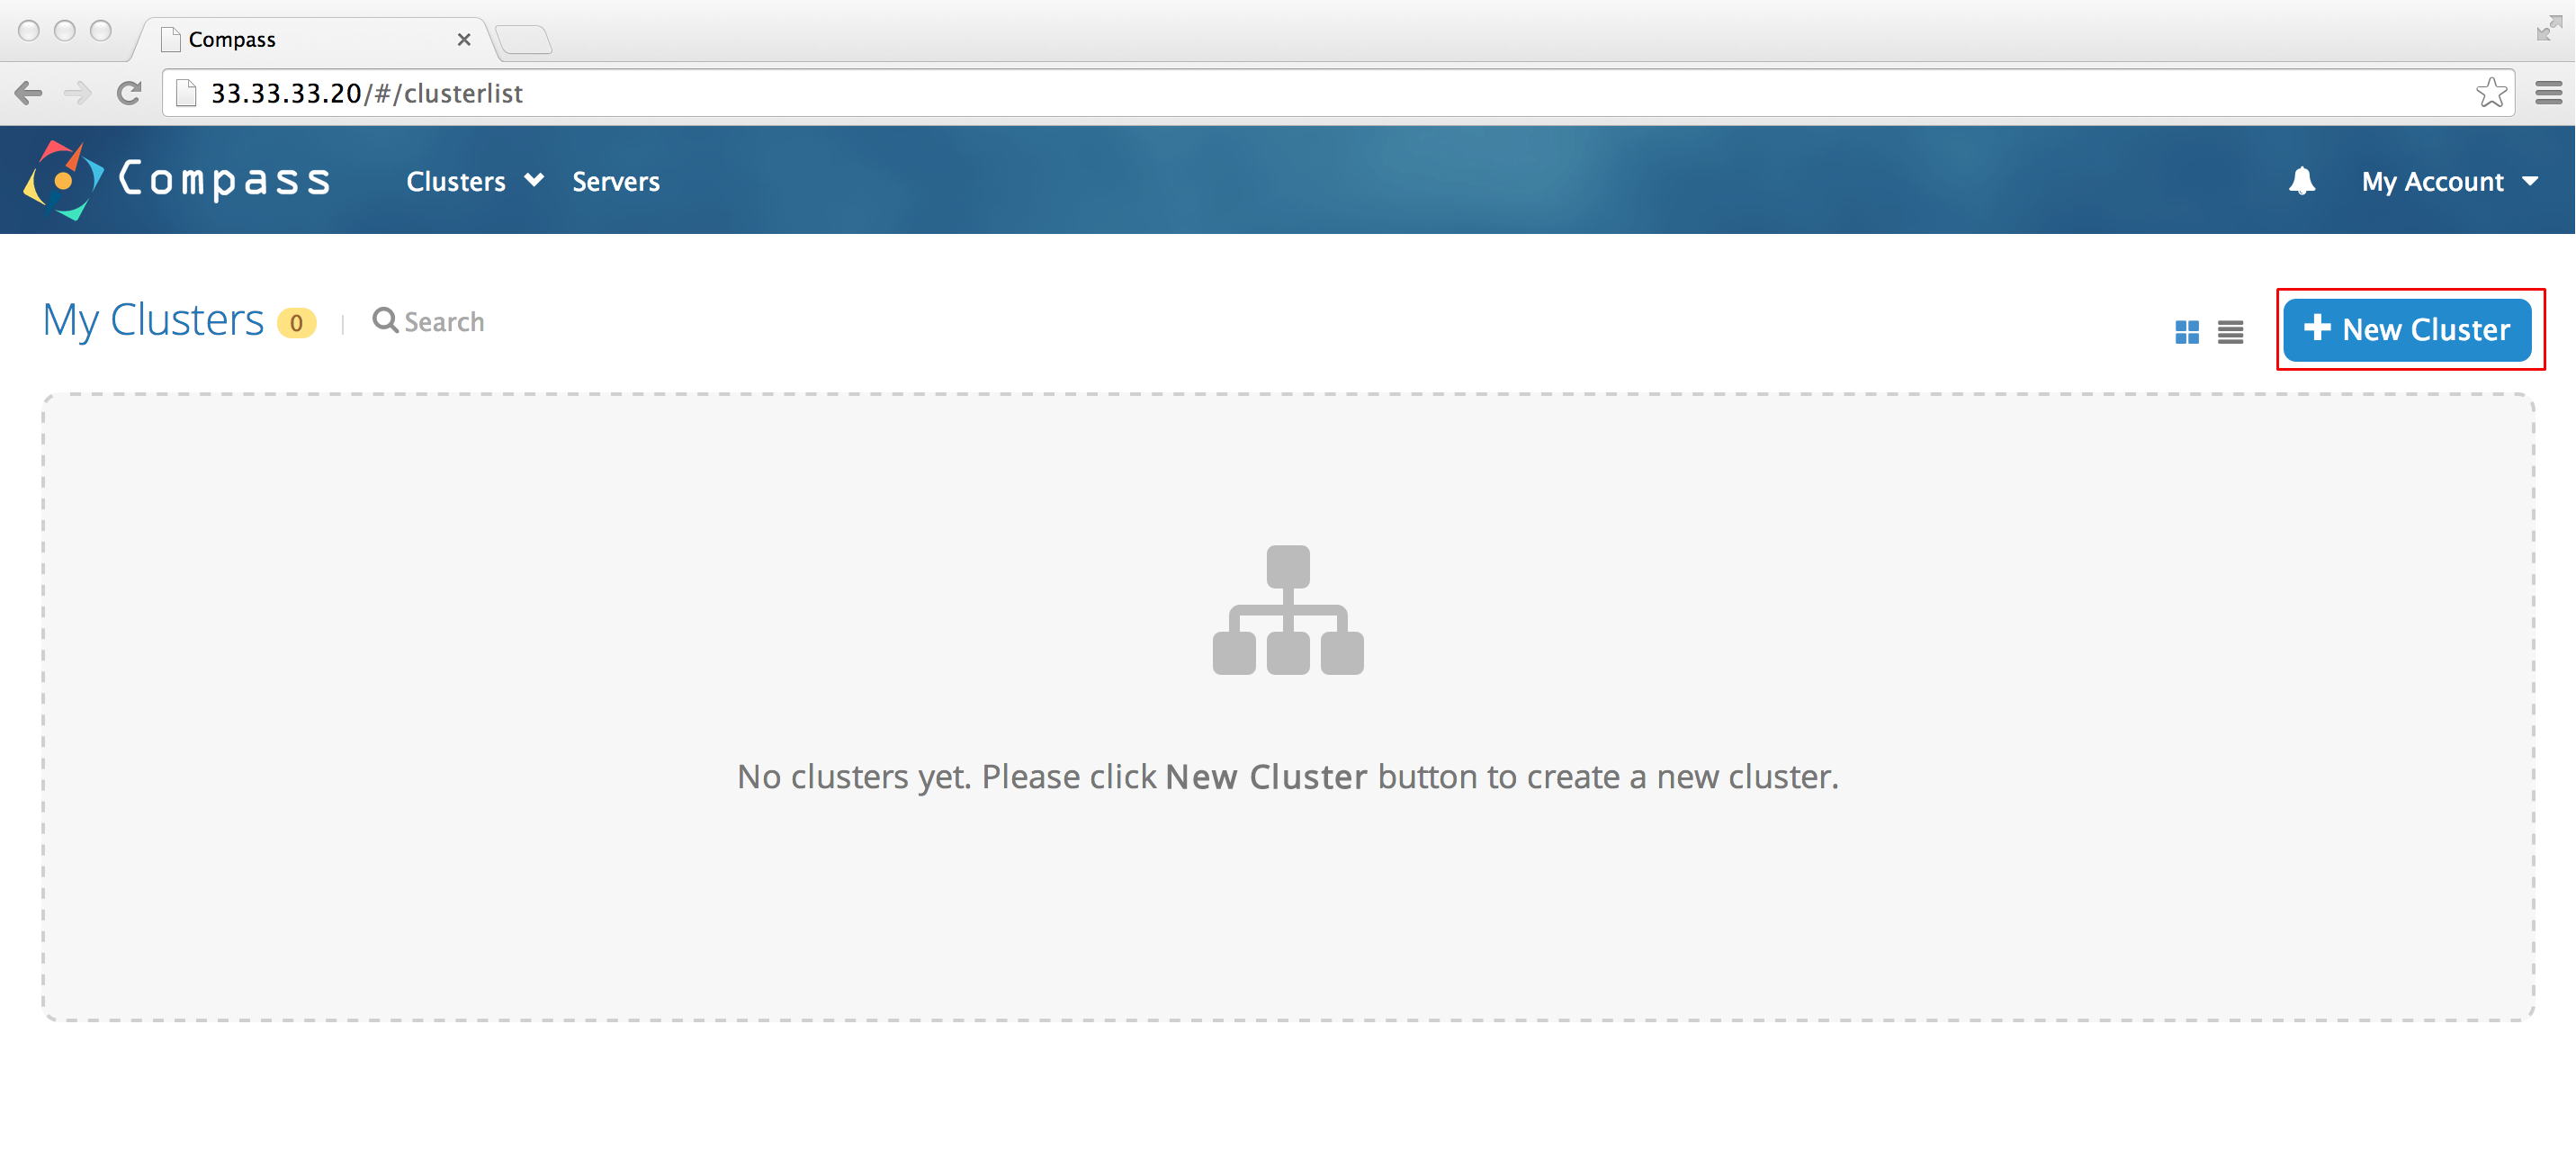 Compass
33.33.33.20/#/clusterlist
Compass Clusters Servers My Account
My Clusters 0 | Search New Cluster
No clusters yet. Please click New Cluster button to create a new cluster.